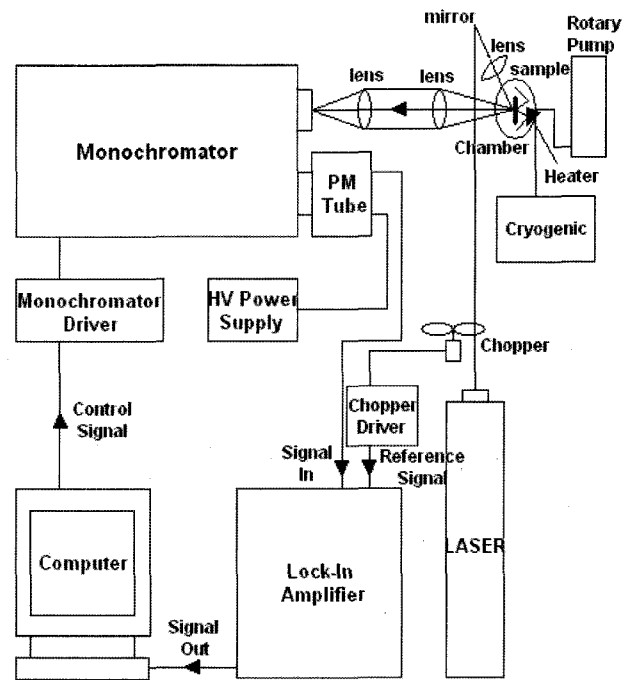 mirror
Rotary
Pump
lens
sample
lens
lens
Monochromator
Chamber
Heater
PM
Tube
Cryogenic
Monochromator
Driver
HV Power
Supply
Chopper
Control
Signal
Chopper
Driver
Signal
In
Reference
Signal
Computer
Lock-In
Amplifier
LASER
Signal
Out